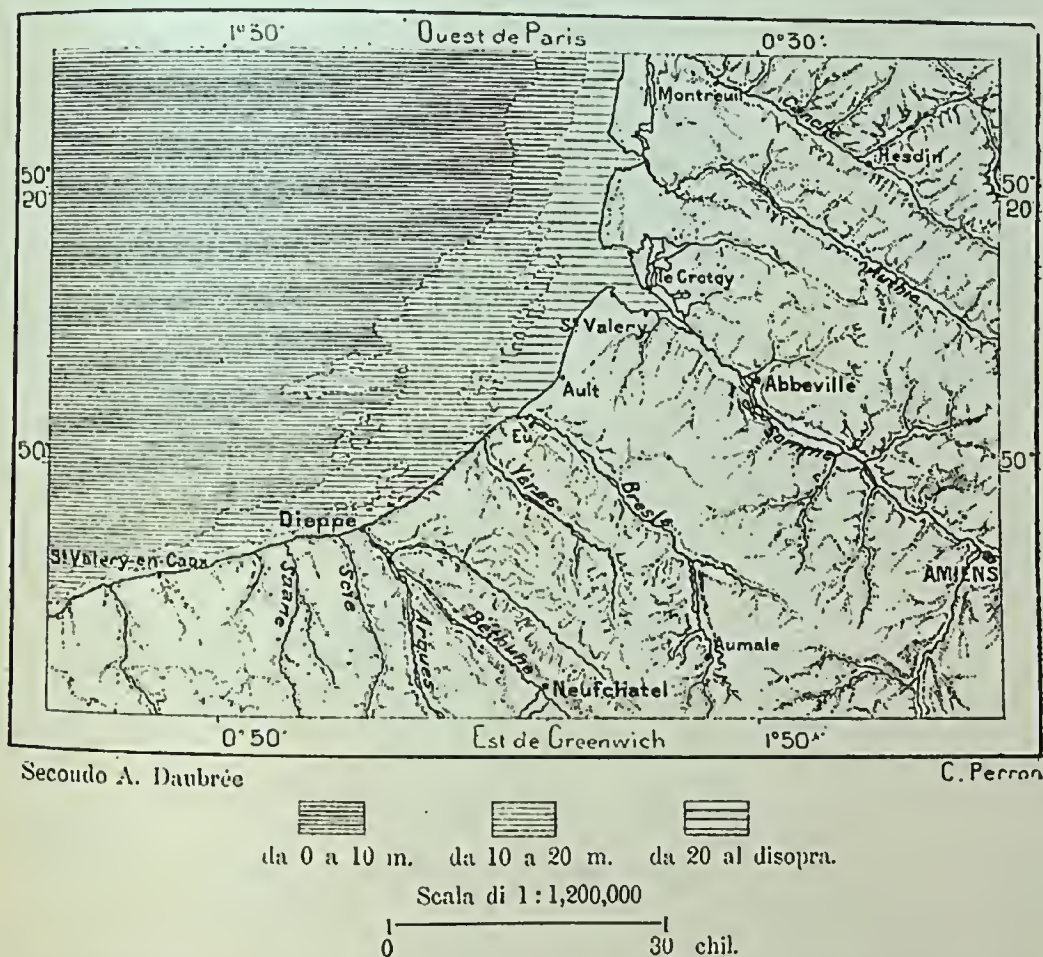 1° 30' Ouest de Paris 0° 30'
Montreuil
Canche
Hesdin
50° 20'
50° 20'
Authie
le Crotoy
St Valery
Abbeville
Ault
Somme
50°
50°
Eu
Yères
Bresle
Dieppe
St Valery-en-Caux
Saane
Scie
AMIENS
Arques
Béthune
Aumale
Neufchatel
0° 50' Est de Greenwich 1° 50'
Secondo A. Daubrée C. Perron
da 0 a 10 m. da 10 a 20 m. da 20 al disopra.
Scala di 1 : 1,200,000
0 30 chil.